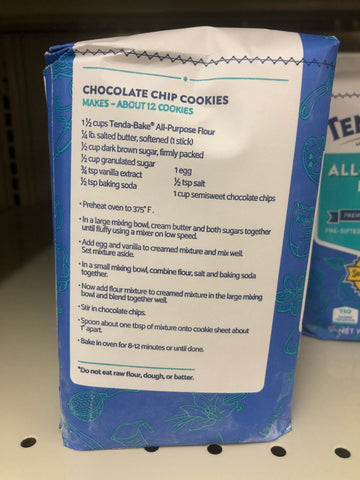 CHOCOLATE CHIP COOKIES
MAKES - ABOUT 12 COOKIES
1 ½ cups Tenda-Bake® All-Purpose Flour
¼ lb. salted butter, softened (1 stick)
½ cup dark brown sugar, firmly packed
½ cup granulated sugar
1 egg
¾ tsp vanilla extract
½ tsp salt
½ tsp baking soda
1 cup semisweet chocolate chips
• Preheat oven to 375° F.
• In a large mixing bowl, cream butter and both sugars together
until fluffy using a mixer on low speed.
• Add egg and vanilla to creamed mixture and mix well.
Set mixture aside.
• In a small mixing bowl, combine flour, salt and baking soda
together.
• Now add flour mixture to creamed mixture in the large mixing
bowl and blend together well.
• Stir in chocolate chips.
• Spoon about one tbsp of mixture onto cookie sheet about
1" apart.
• Bake in oven for 8-12 minutes or until done.
*Do not eat raw flour, dough, or batter.
TEN
ALL
PRE-SIFTED
110
NET W